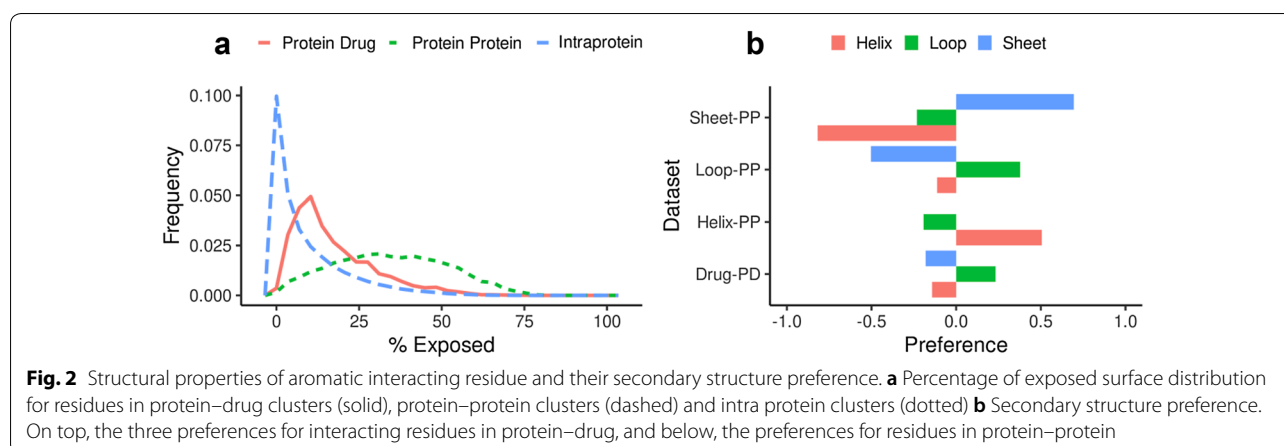 a
Protein Drug
Protein Protein
Intraprotein
0.100
0.075
0.050
0.025
0.000
Frequency
0
25
50
75
100
% Exposed
b
Helix
Loop
Sheet
Sheet-PP
Loop-PP
Helix-PP
Drug-PD
Dataset
-1.0
-0.5
0.0
0.5
1.0
Preference
Fig. 2 Structural properties of aromatic interacting residue and their secondary structure preference. a Percentage of exposed surface distribution
for residues in protein–drug clusters (solid), protein–protein clusters (dashed) and intra protein clusters (dotted) b Secondary structure preference.
On top, the three preferences for interacting residues in protein–drug, and below, the preferences for residues in protein–protein